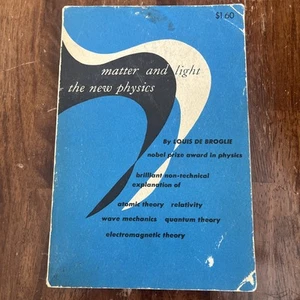 $1.60
matter and light
the new physics
By LOUIS DE BROGLIE
nobel prize award in physics
brilliant non-technical
explanation of
atomic theory relativity
wave mechanics quantum theory
electromagnetic theory